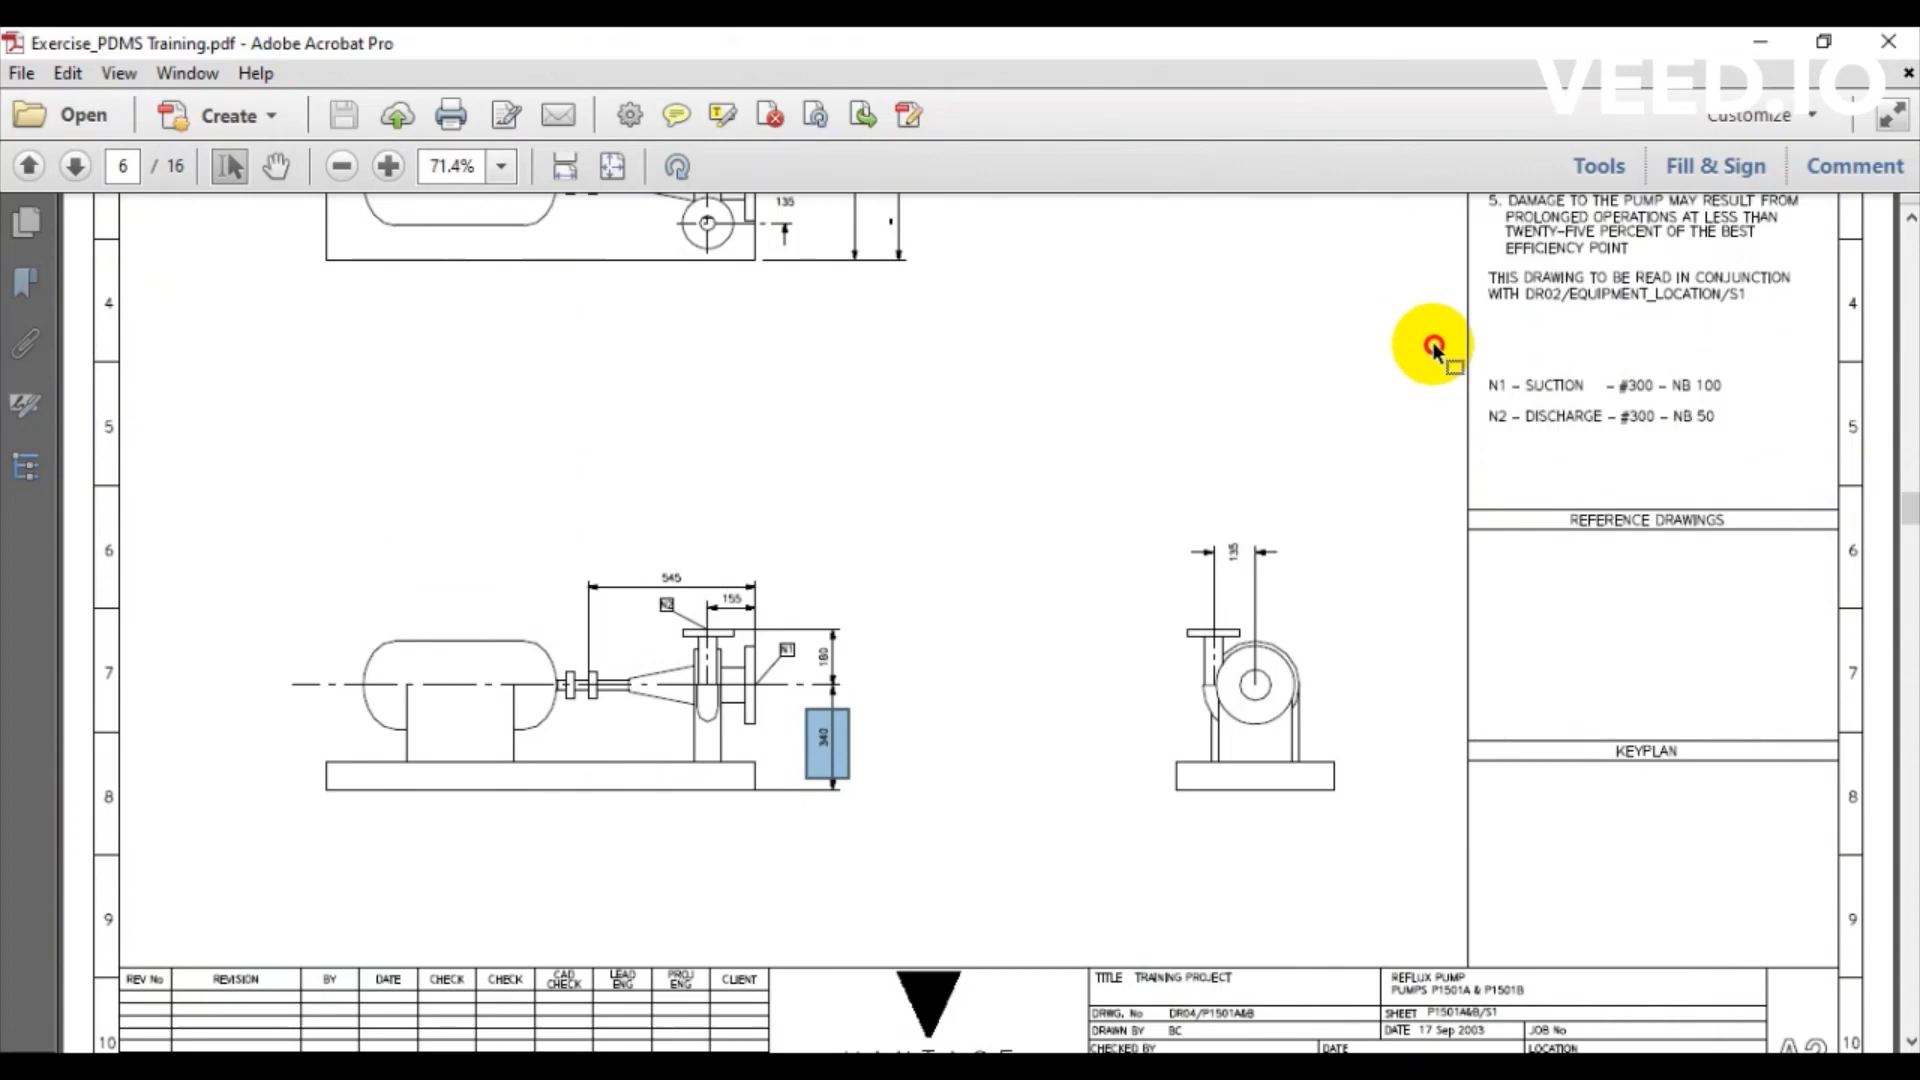 Exercise_PDMS Training.pdf - Adobe Acrobat Pro
VEED.IO
File Edit View Window Help
Open Create Customize
6 / 16 71.4% Tools Fill & Sign Comment
135
5. DAMAGE TO THE PUMP MAY RESULT FROM
PROLONGED OPERATIONS AT LESS THAN
TWENTY-FIVE PERCENT OF THE BEST
EFFICIENCY POINT
THIS DRAWING TO BE READ IN CONJUNCTION
WITH DR02/EQUIPMENT_LOCATION/S1
4 4
N1 - SUCTION - #300 - NB 100
N2 - DISCHARGE - #300 - NB 50
5 5
REFERENCE DRAWINGS
6 6
135
545
155
N2
N1
180
7 7
340
KEYPLAN
8 8
9 9
REV No REVISION BY DATE CHECK CHECK CAD CHECK LEAD ENG PROJ ENG CLIENT
TITLE TRAINING PROJECT
REFLUX PUMP
PUMPS P1501A & P1501B
DRWG. No DR04/P1501A&B
SHEET P1501A&B/S1
DRAWN BY BC
DATE 17 Sep 2003 JOB No
CHECKED BY DATE LOCATION
10 10